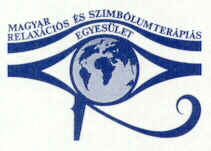 MAGYAR
RELAXÁCIÓS ÉS SZIMBÓLUMTERÁPIÁS
EGYESÜLET